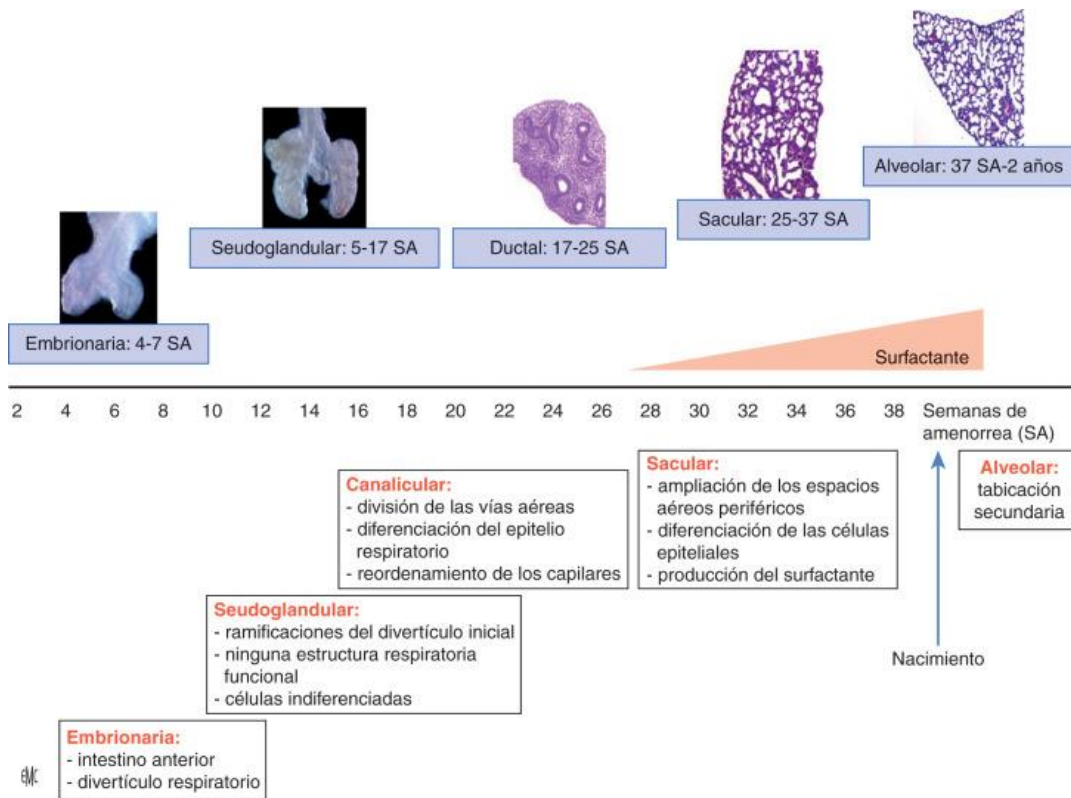 Alveolar: 37 SA-2 años
Sacular: 25-37 SA
Seudoglandular: 5-17 SA
Ductal: 17-25 SA
Embrionaria: 4-7 SA
Surfactante
2 4 6 8 10 12 14 16 18 20 22 24 26 28 30 32 34 36 38
Semanas de
amenorrea (SA)
Canalicular:
- división de las vías aéreas
- diferenciación del epitelio
respiratorio
- reordenamiento de los capilares
Sacular:
- ampliación de los espacios
aéreos periféricos
- diferenciación de las células
epiteliales
- producción del surfactante
Alveolar:
tabicación
secundaria
Seudoglandular:
- ramificaciones del divertículo inicial
- ninguna estructura respiratoria
funcional
- células indiferenciadas
Nacimiento
Embrionaria:
- intestino anterior
- divertículo respiratorio
EMC